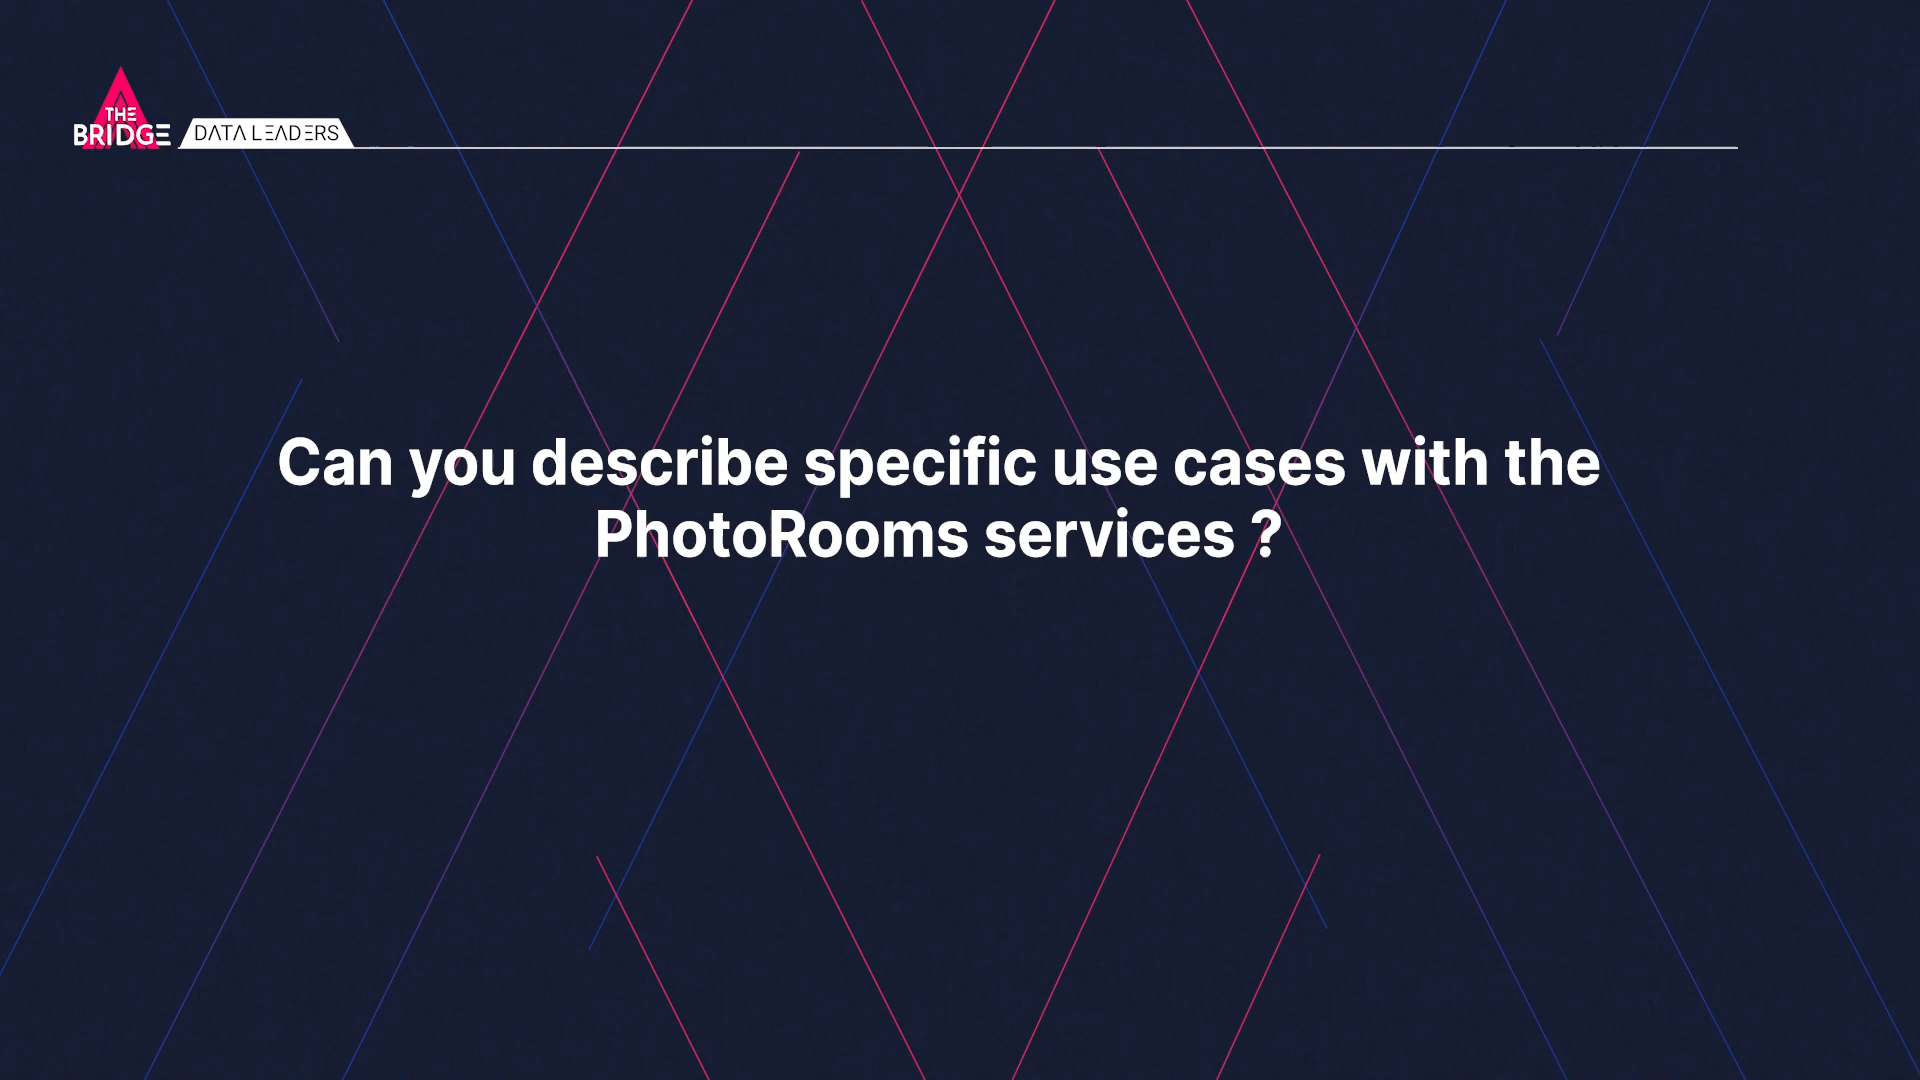 THE
BRIDGE
DATA LEADERS
Can you describe specific use cases with the
PhotoRooms services ?